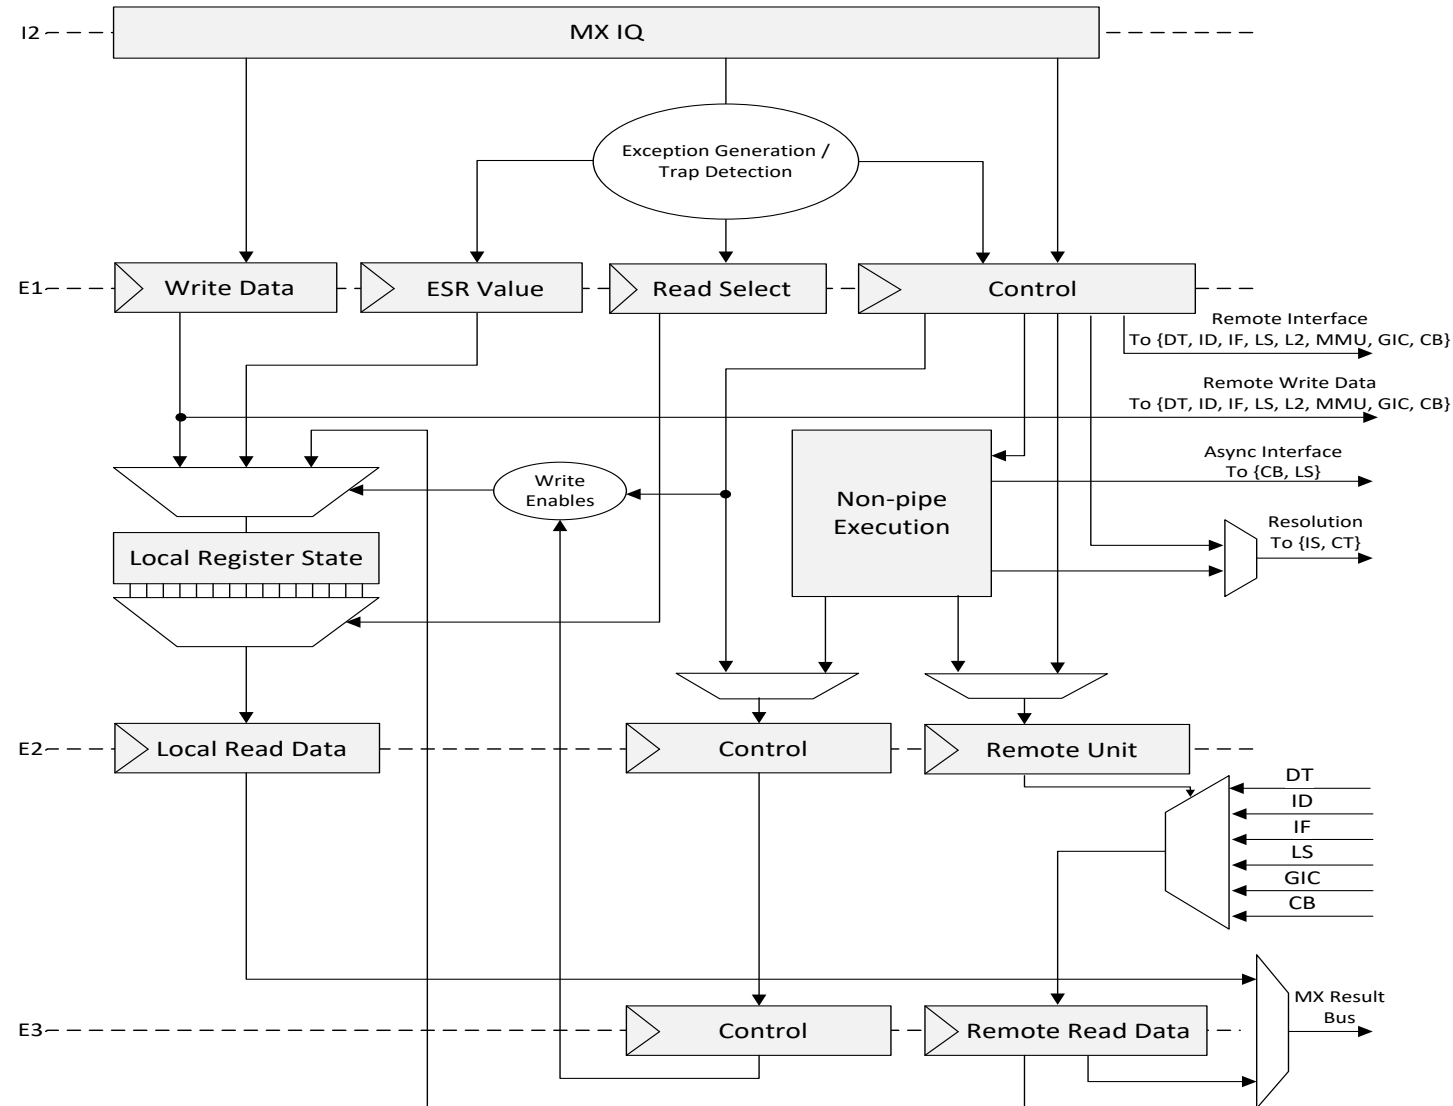 I2
MX IQ
Exception Generation /
Trap Detection
E1
Write Data
ESR Value
Read Select
Control
Remote Interface
To {DT, ID, IF, LS, L2, MMU, GIC, CB}
Remote Write Data
To {DT, ID, IF, LS, L2, MMU, GIC, CB}
Async Interface
To {CB, LS}
Write
Enables
Non-pipe
Execution
Resolution
To {IS, CT}
Local Register State
E2
Local Read Data
Control
Remote Unit
DT
ID
IF
LS
GIC
CB
MX Result
Bus
E3
Control
Remote Read Data